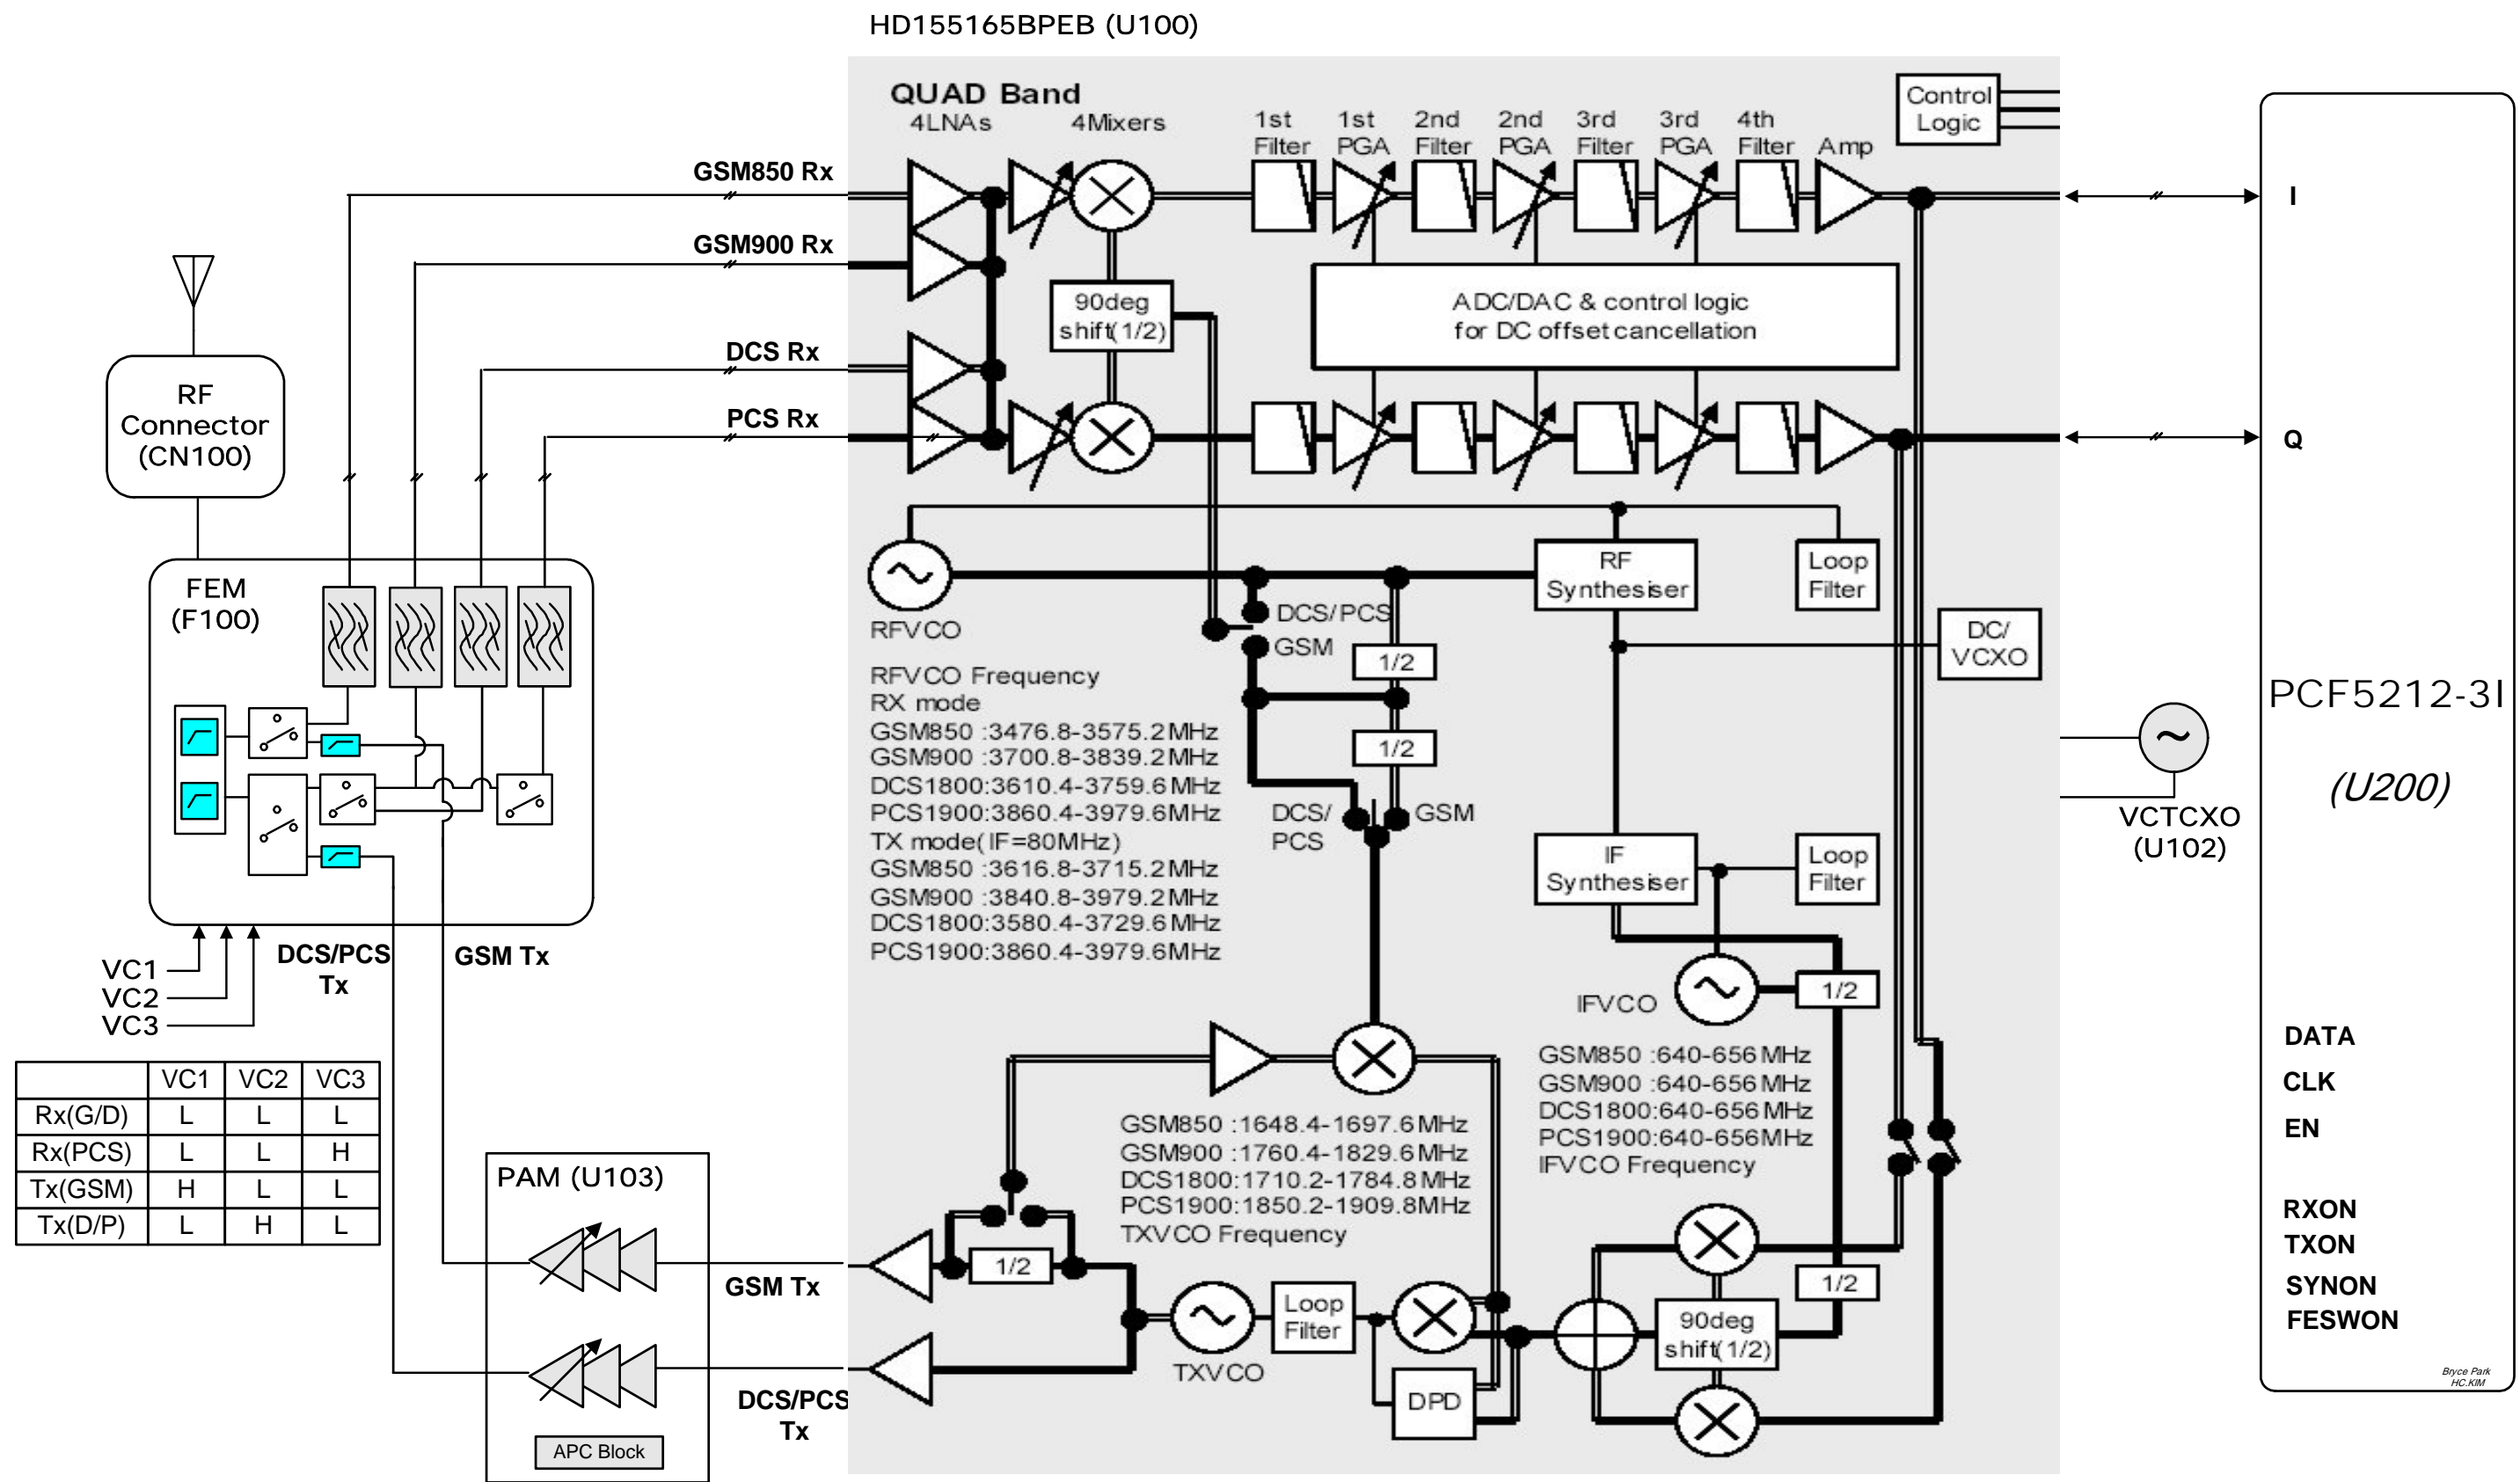 HD155165BPEB (U100)
QUAD Band
4LNAs
4Mixers
1st
Filter
1st
PGA
2nd
Filter
2nd
PGA
3rd
Filter
3rd
PGA
4th
Filter
Amp
Control
Logic
GSM850 Rx
GSM900 Rx
DCS Rx
PCS Rx
I
Q
90deg
shift(1/2)
ADC/DAC & control logic
for DC offset cancellation
RF
Connector
(CN100)
FEM
(F100)
RFVCO
DCS/PCS
GSM
1/2
1/2
RF
Synthesiser
Loop
Filter
DC/
VCXO
RFVCO Frequency
RX mode
GSM850 :3476.8-3575.2MHz
GSM900 :3700.8-3839.2MHz
DCS1800:3610.4-3759.6MHz
PCS1900:3860.4-3979.6MHz
TX mode(IF=80MHz)
GSM850 :3616.8-3715.2MHz
GSM900 :3840.8-3979.2MHz
DCS1800:3580.4-3729.6MHz
PCS1900:3860.4-3979.6MHz
DCS/
PCS
GSM
IF
Synthesiser
Loop
Filter
IFVCO
1/2
VCTCXO
(U102)
PCF5212-3I
(U200)
VC1
VC2
VC3
DCS/PCS
Tx
GSM Tx
VC1 VC2 VC3
Rx(G/D) L L L
Rx(PCS) L L H
Tx(GSM) H L L
Tx(D/P) L H L
GSM850 :640-656MHz
GSM900 :640-656MHz
DCS1800:640-656MHz
PCS1900:640-656MHz
IFVCO Frequency
GSM850 :1648.4-1697.6MHz
GSM900 :1760.4-1829.6MHz
DCS1800:1710.2-1784.8MHz
PCS1900:1850.2-1909.8MHz
TXVCO Frequency
DATA
CLK
EN
RXON
TXON
SYNON
FESWON
PAM (U103)
APC Block
GSM Tx
DCS/PCS
Tx
1/2
TXVCO
Loop
Filter
DPD
90deg
shift(1/2)
1/2
Bryce Park
HC.KIM